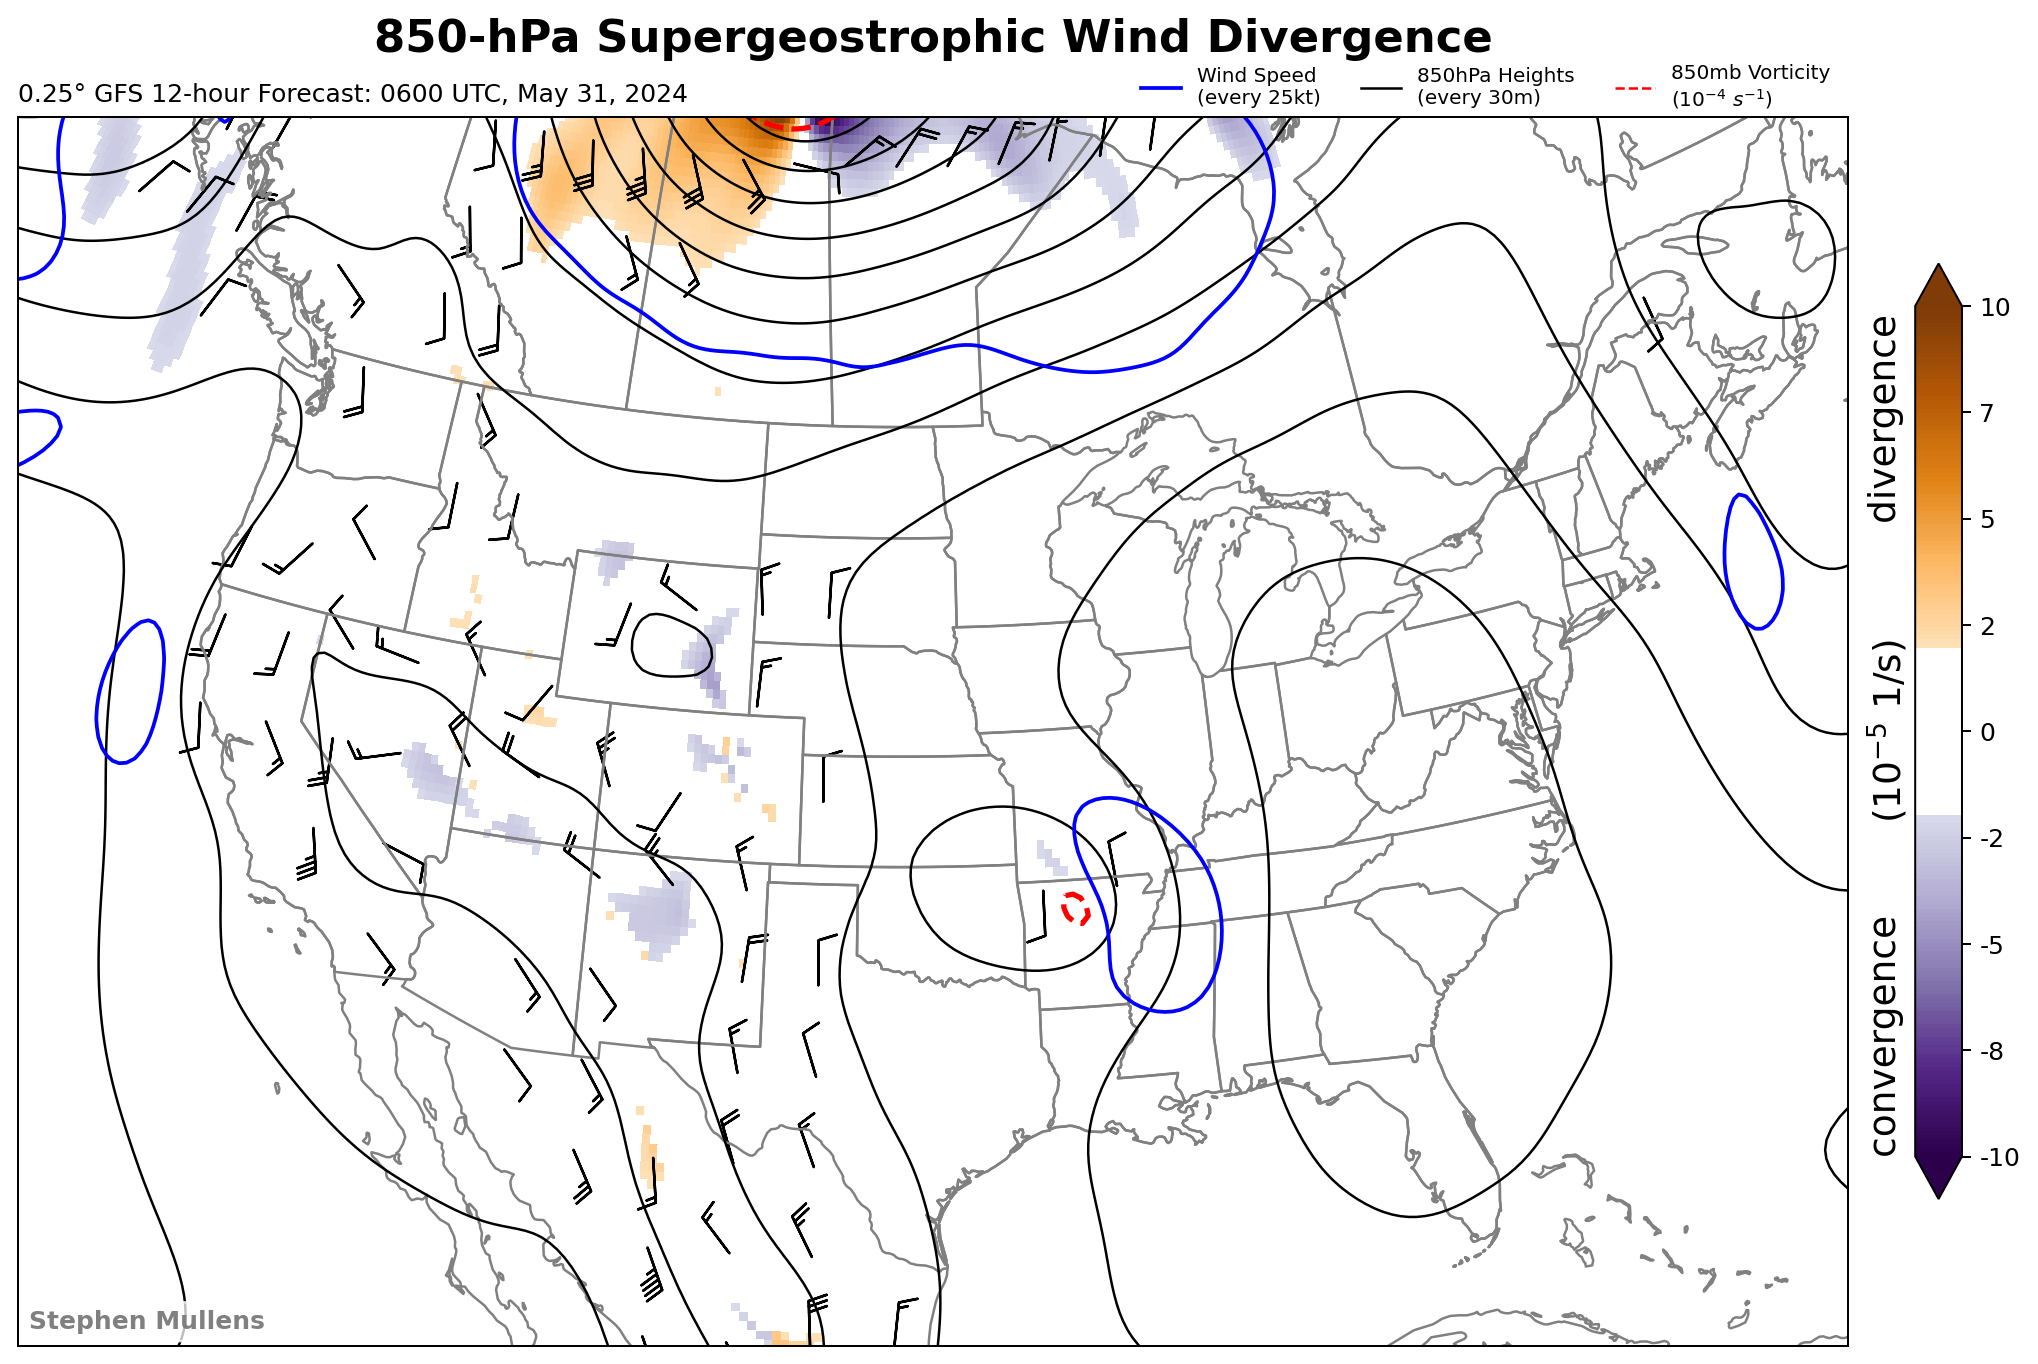 850-hPa Supergeostrophic Wind Divergence
0.25° GFS 12-hour Forecast: 0600 UTC, May 31, 2024
Wind Speed
(every 25kt)
850hPa Heights
(every 30m)
850mb Vorticity
(10⁻⁴ s⁻¹)
divergence
(10⁻⁵ 1/s)
convergence
10
7
5
2
0
-2
-5
-8
-10
Stephen Mullens